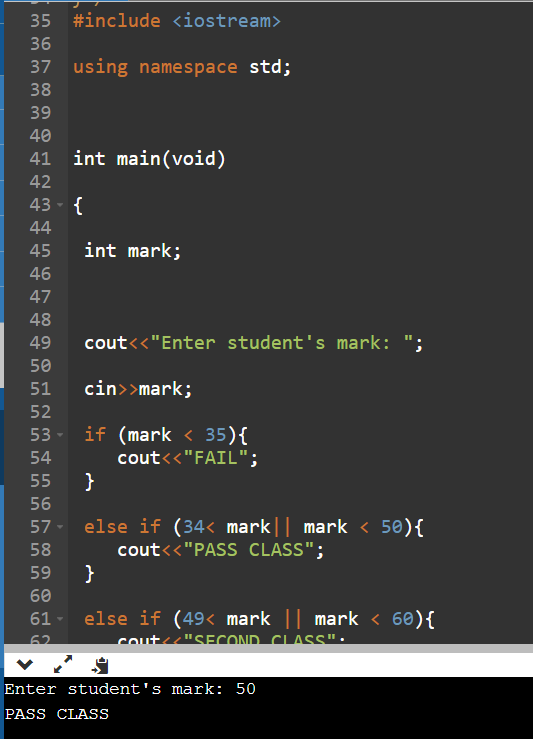 35 #include <iostream>
36
37 using namespace std;
38
39
40
41 int main(void)
42
43 {
44
45 int mark;
46
47
48
49 cout<<"Enter student's mark: ";
50
51 cin>>mark;
52
53 if (mark < 35){
54 cout<<"FAIL";
55 }
56
57 else if (34< mark|| mark < 50){
58 cout<<"PASS CLASS";
59 }
60
61 else if (49< mark || mark < 60){
62 cout<<"SECOND CLASS";
Enter student's mark: 50
PASS CLASS